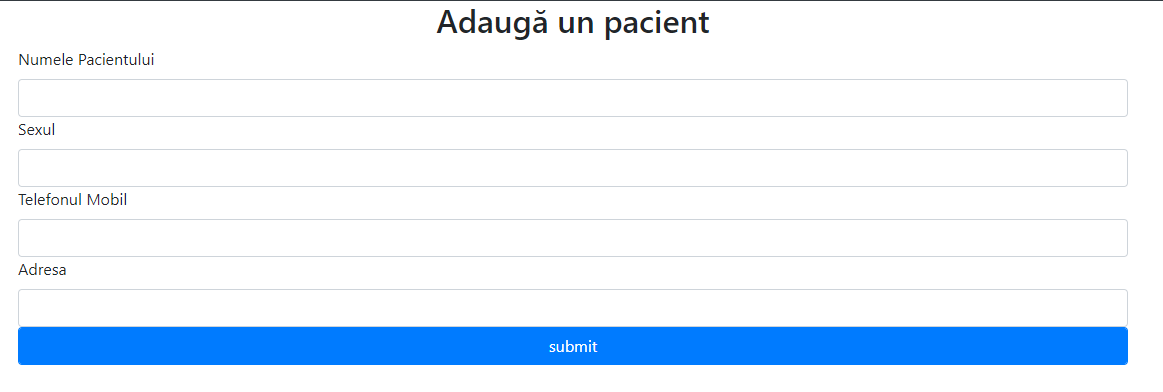 Adaugă un pacient
Numele Pacientului
Sexul
Telefonul Mobil
Adresa
submit